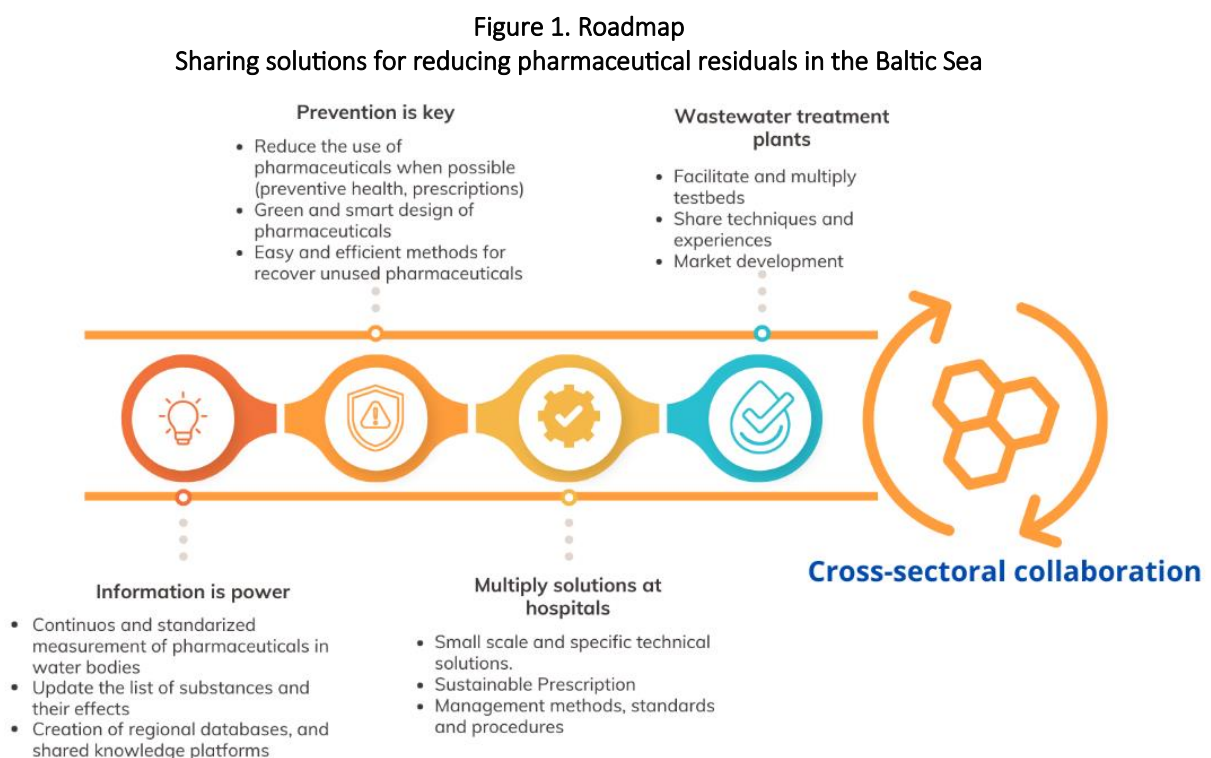 Figure 1. Roadmap
Sharing solutions for reducing pharmaceutical residuals in the Baltic Sea
Prevention is key
• Reduce the use of
pharmaceuticals when possible
(preventive health, prescriptions)
• Green and smart design of
pharmaceuticals
• Easy and efficient methods for
recover unused pharmaceuticals
Wastewater treatment
plants
• Facilitate and multiply
testbeds
• Share techniques and
experiences
• Market development
Cross-sectoral collaboration
Information is power
• Continuos and standarized
measurement of pharmaceuticals in
water bodies
• Update the list of substances and
their effects
• Creation of regional databases, and
shared knowledge platforms
Multiply solutions at
hospitals
• Small scale and specific technical
solutions.
• Sustainable Prescription
• Management methods, standards
and procedures